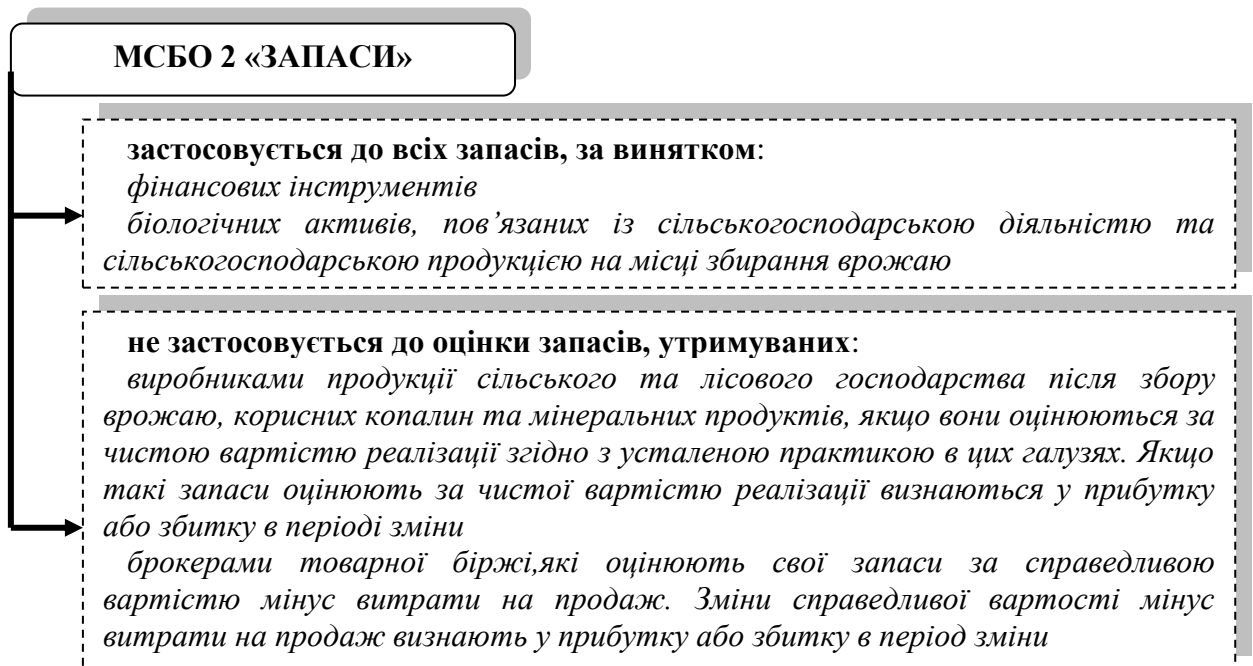 МСБО 2 «ЗАПАСИ»
застосовується до всіх запасів, за винятком:
фінансових інструментів
біологічних активів, пов’язаних із сільськогосподарською діяльністю та
сільськогосподарською продукцією на місці збирання врожаю
не застосовується до оцінки запасів, утримуваних:
виробниками продукції сільського та лісового господарства після збору
врожаю, корисних копалин та мінеральних продуктів, якщо вони оцінюються за
чистою вартістю реалізації згідно з усталеною практикою в цих галузях. Якщо
такі запаси оцінюють за чистої вартістю реалізації визнаються у прибутку
або збитку в періоді зміни
брокерами товарної біржі,які оцінюють свої запаси за справедливою
вартістю мінус витрати на продаж. Зміни справедливої вартості мінус
витрати на продаж визнають у прибутку або збитку в період зміни